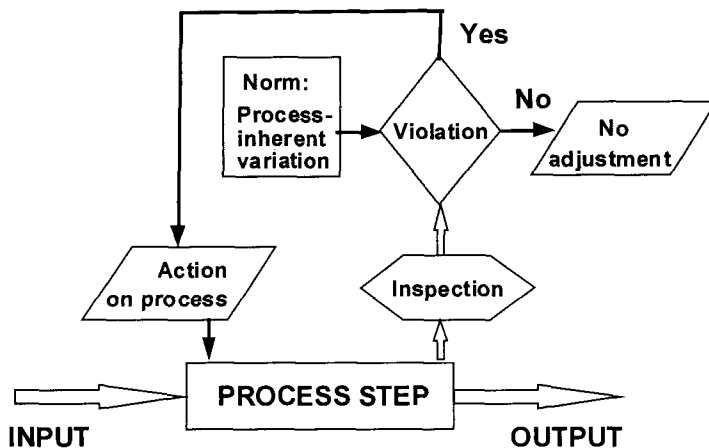 Yes
Norm:
Process-
inherent
variation
Violation
No
No
adjustment
Action
on process
Inspection
PROCESS STEP
INPUT
OUTPUT